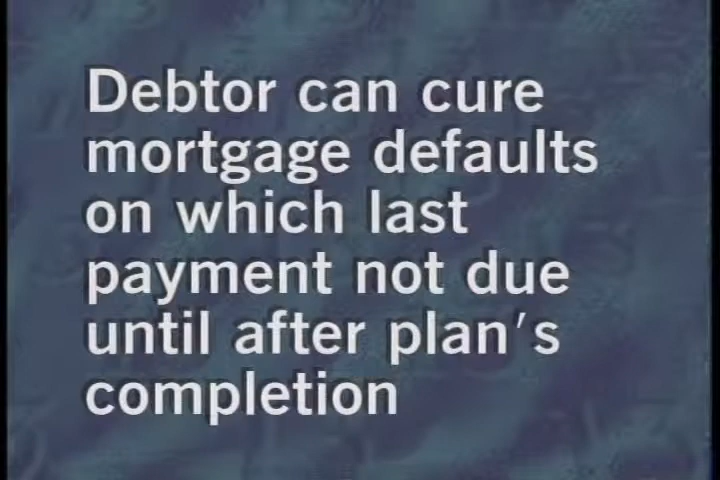 Debtor can cure
mortgage defaults
on which last
payment not due
until after plan's
completion